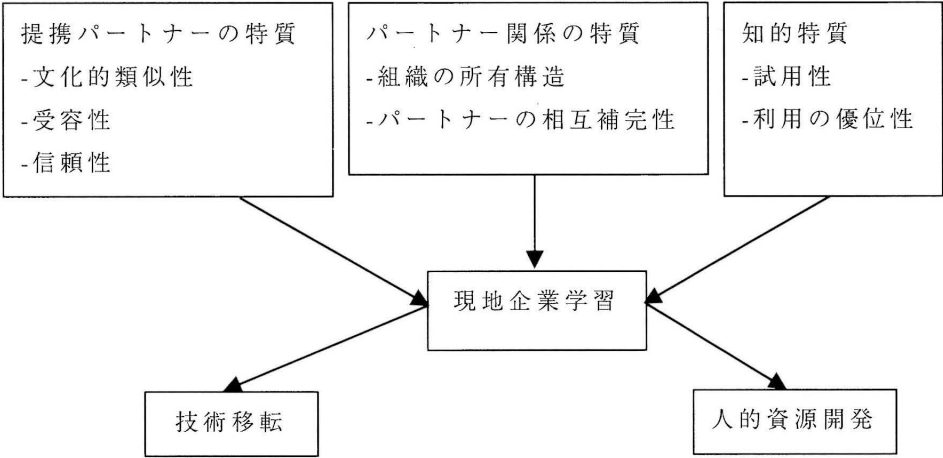 提携パートナーの特質
-文化的類似性
-受容性
-信頼性
パートナー関係の特質
-組織の所有構造
-パートナーの相互補完性
知的特質
-試用性
-利用の優位性
現地企業学習
技術移転
人的資源開発